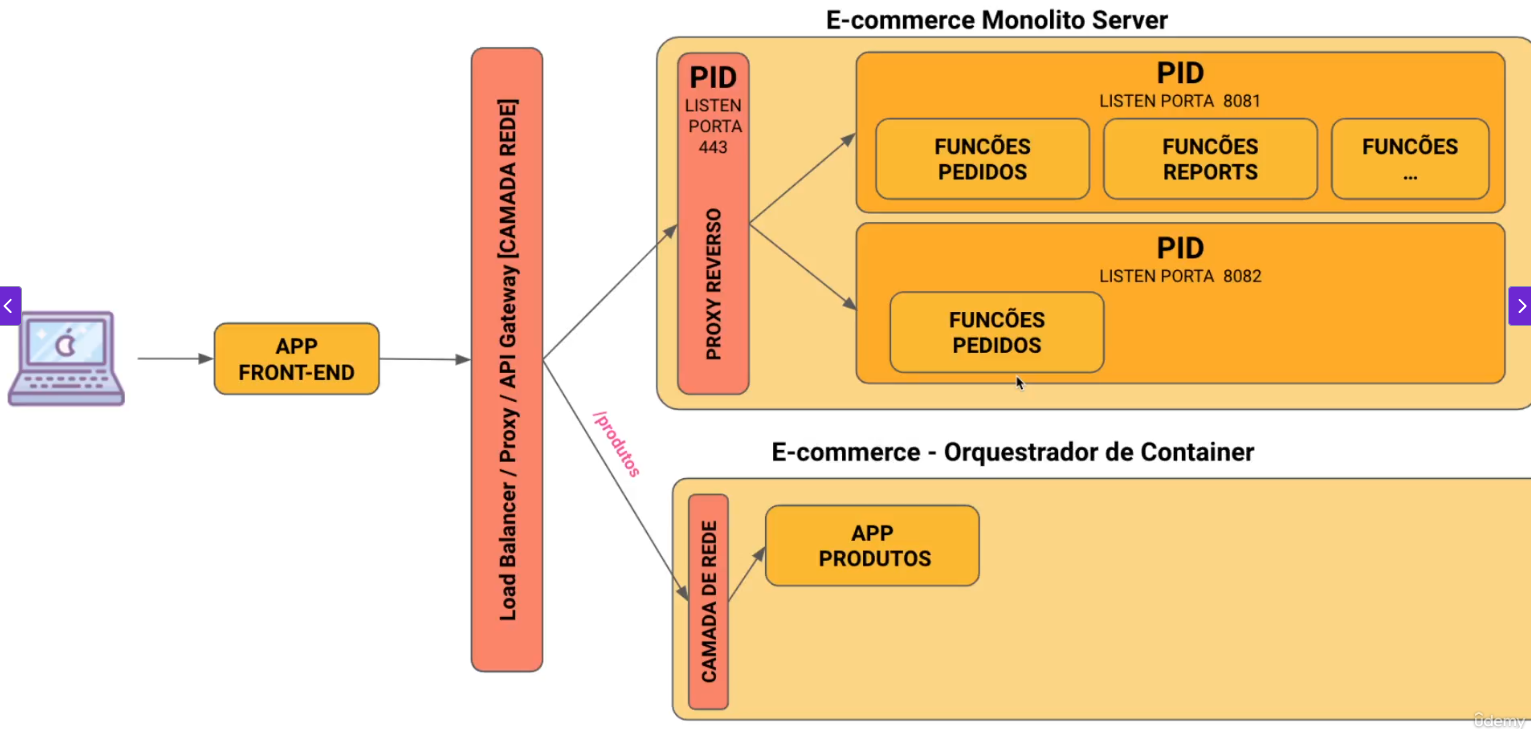 E-commerce Monolito Server
PID
LISTEN
PORTA
443
PROXY REVERSO
PID
LISTEN PORTA 8081
FUNCÕES
PEDIDOS
FUNCÕES
REPORTS
FUNCÕES
...
PID
LISTEN PORTA 8082
FUNCÕES
PEDIDOS
APP
FRONT-END
Load Balancer / Proxy / API Gateway [CAMADA REDE]
/produtos
E-commerce - Orquestrador de Container
CAMADA DE REDE
APP
PRODUTOS
ûdemy